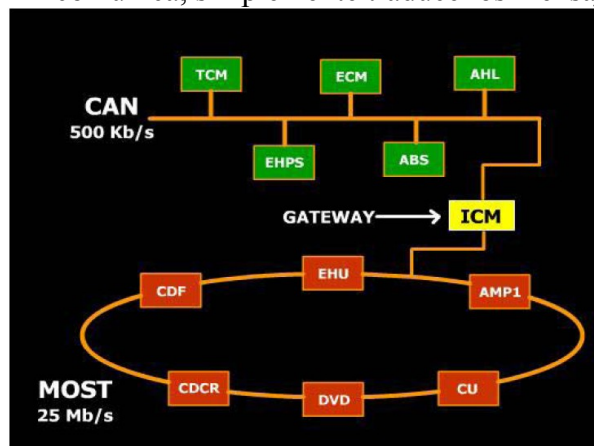 TCM
ECM
AHL
CAN
500 Kb/s
EHPS
ABS
GATEWAY
ICM
EHU
CDF
AMP1
CDCR
DVD
CU
MOST
25 Mb/s